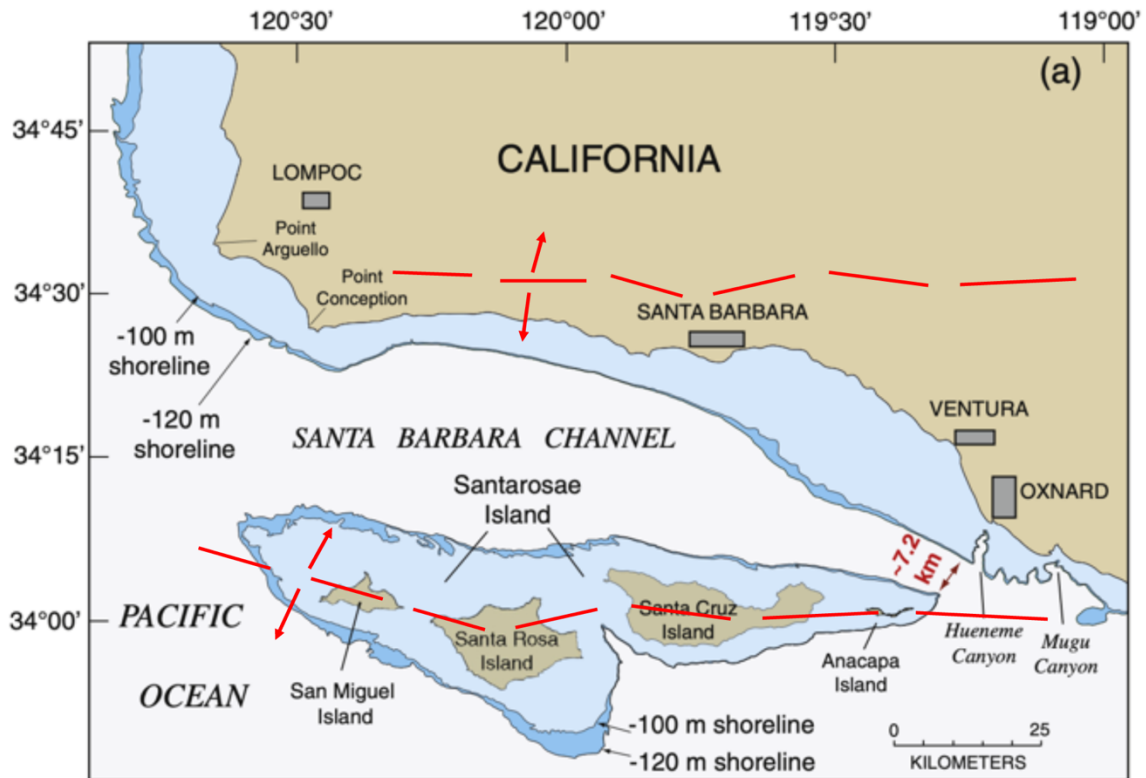 120°30' 120°00' 119°30' 119°00'
(a)
34°45'
CALIFORNIA
LOMPOC
Point
Arguello
Point
Conception
34°30'
SANTA BARBARA
-100 m
shoreline
-120 m
shoreline
VENTURA
SANTA BARBARA CHANNEL
34°15'
Santarosae
Island
OXNARD
~7.2
km
34°00'
PACIFIC
OCEAN
Santa Cruz
Island
Santa Rosa
Island
San Miguel
Island
Anacapa
Island
Hueneme
Canyon
Mugu
Canyon
-100 m shoreline
-120 m shoreline
0 25
KILOMETERS